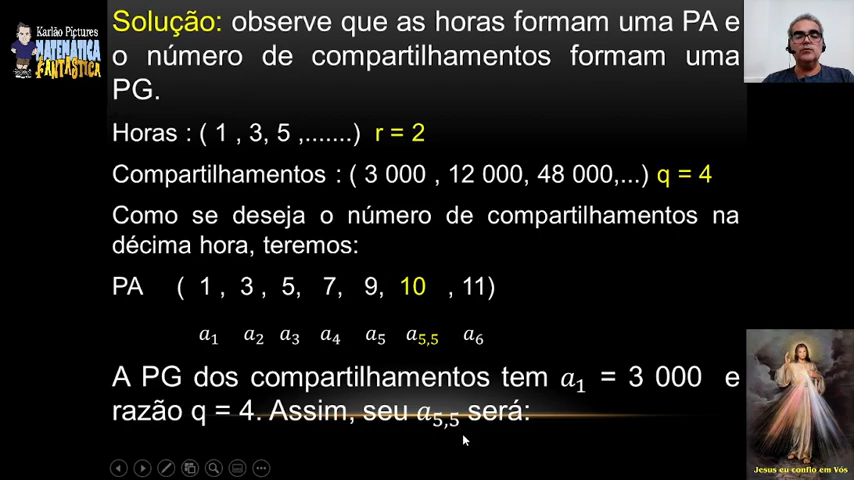 Karlão Pictures
MATEMÁTICA
FANTÁSTICA
Solução: observe que as horas formam uma PA e
o número de compartilhamentos formam uma
PG.
Horas : ( 1 , 3, 5 ,.......) r = 2
Compartilhamentos : ( 3 000 , 12 000, 48 000,...) q = 4
Como se deseja o número de compartilhamentos na
décima hora, teremos:
PA ( 1 , 3 , 5, 7, 9, 10 , 11)
a₁ a₂ a₃ a₄ a₅ a₅,₅ a₆
A PG dos compartilhamentos tem a₁ = 3 000 e
razão q = 4. Assim, seu a₅,₅ será:
Jesus eu confio em Vós